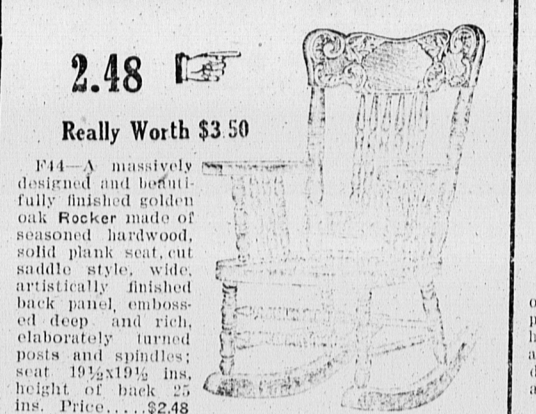 2.48
Really Worth $3.50
F44—A massively
designed and beauti-
fully finished golden
oak Rocker made of
seasoned hardwood,
solid plank seat, cut
saddle style, wide,
artistically finished
back panel, emboss-
ed deep and rich,
elaborately turned
posts and spindles;
seat 19½x19½ ins,
height of back 25
ins. Price.....$2.48